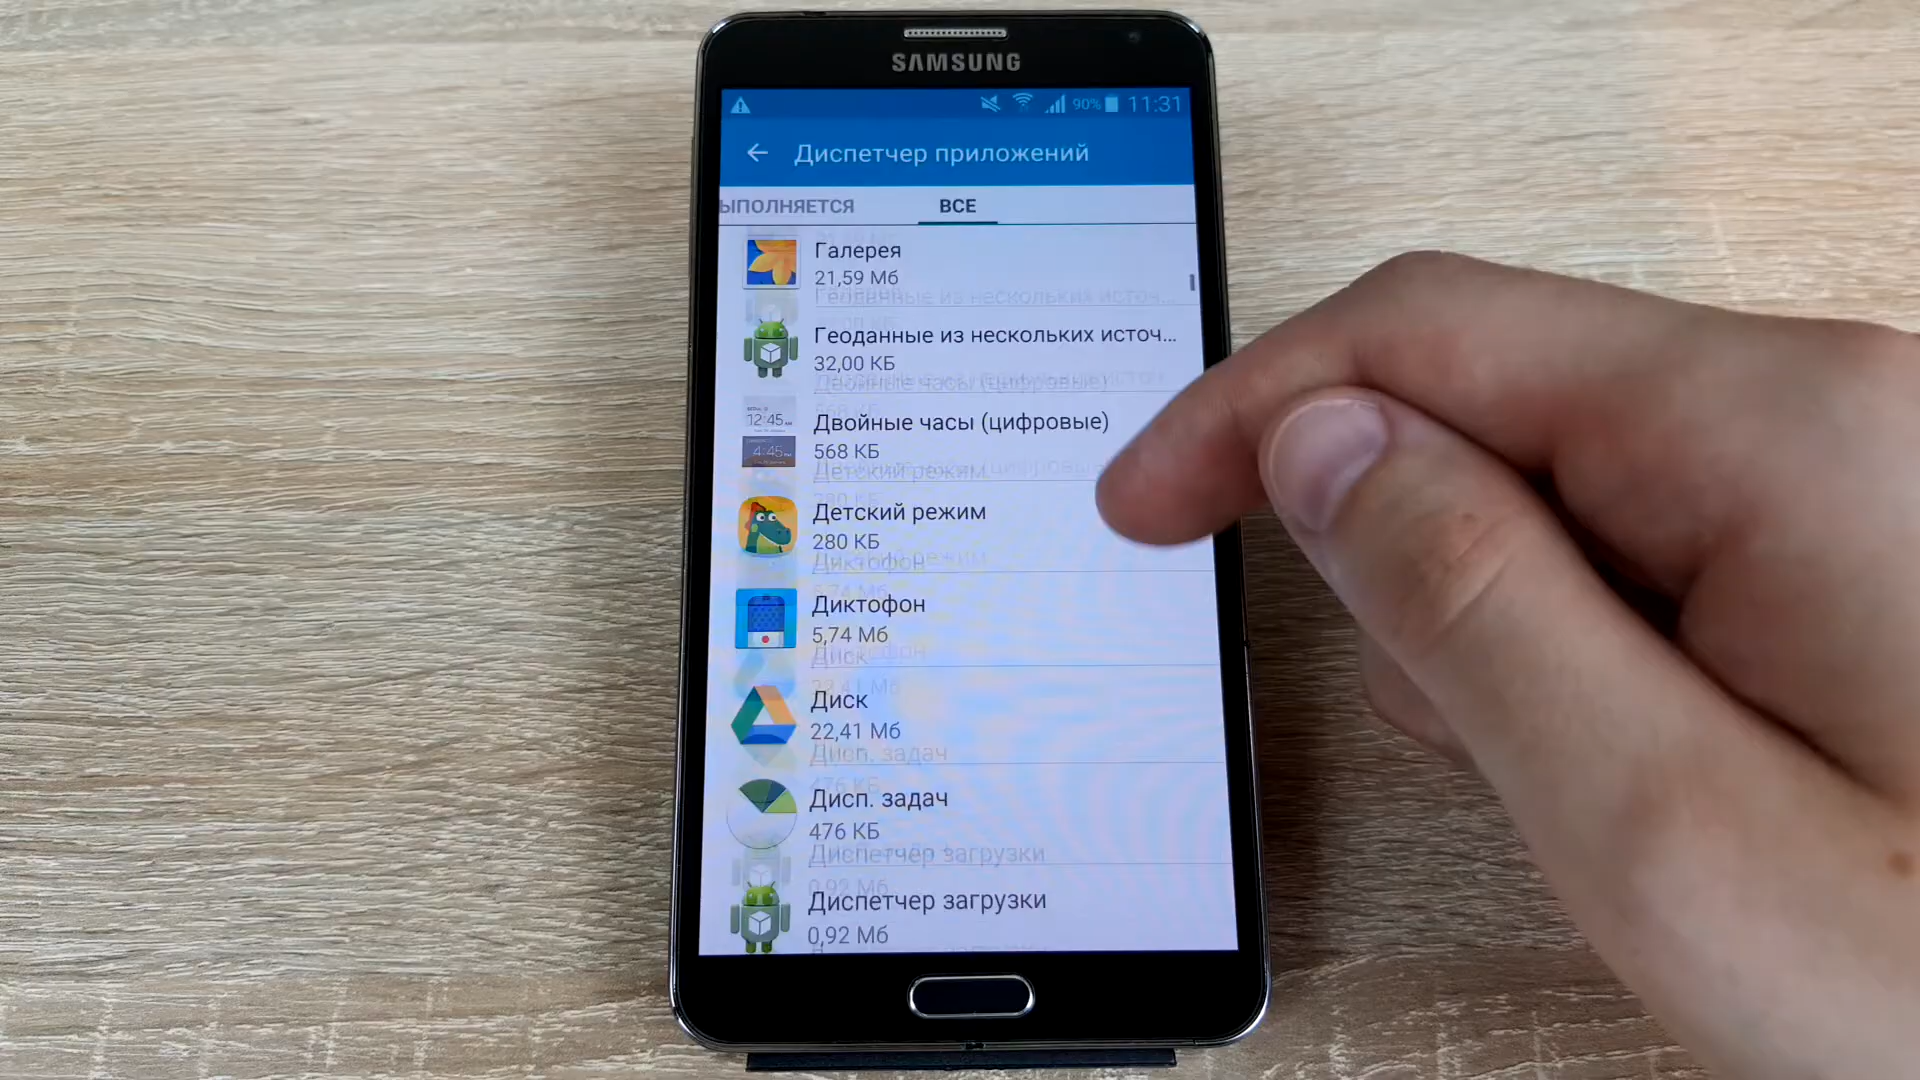 SAMSUNG
90% 11:31
Диспетчер приложений
ЫПОЛНЯЕТСЯ ВСЕ
Галерея
21,59 Мб
Геоданные из нескольких источ...
32,00 КБ
12:45
4:45
Двойные часы (цифровые)
568 КБ
Детский режим
280 КБ
Диктофон
5,74 Мб
Диск
22,41 Мб
Дисп. задач
476 КБ
Диспетчер загрузки
0,92 Мб